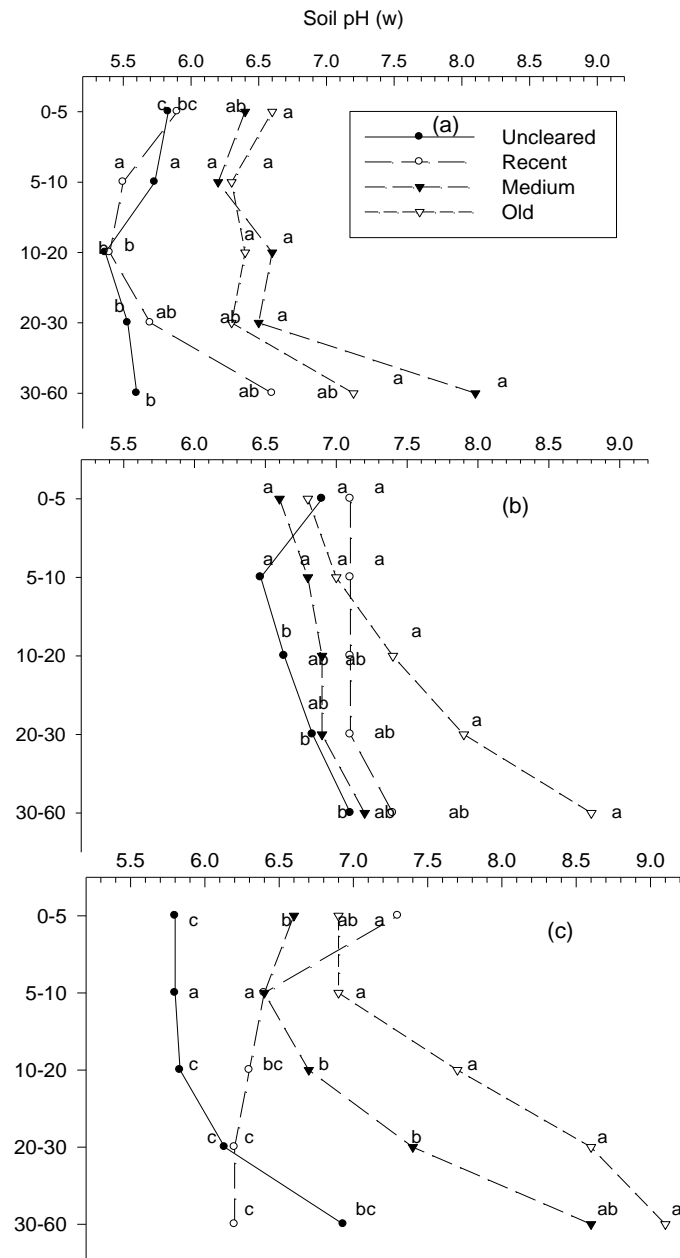 Soil pH (w)
5.5 6.0 6.5 7.0 7.5 8.0 8.5 9.0
0-5 c bc ab a (a)
Uncleared
Recent
Medium
Old
5-10 a a a a
10-20 b b a a
20-30 b ab ab a
30-60 b ab ab a a
5.5 6.0 6.5 7.0 7.5 8.0 8.5 9.0
0-5 a a a (b)
5-10 a a a a
10-20 b ab ab a
ab
20-30 b ab a
30-60 b ab ab a
5.5 6.0 6.5 7.0 7.5 8.0 8.5 9.0
0-5 c b ab a (c)
5-10 a a a
10-20 c bc b a
20-30 c c b a
30-60 c bc ab a